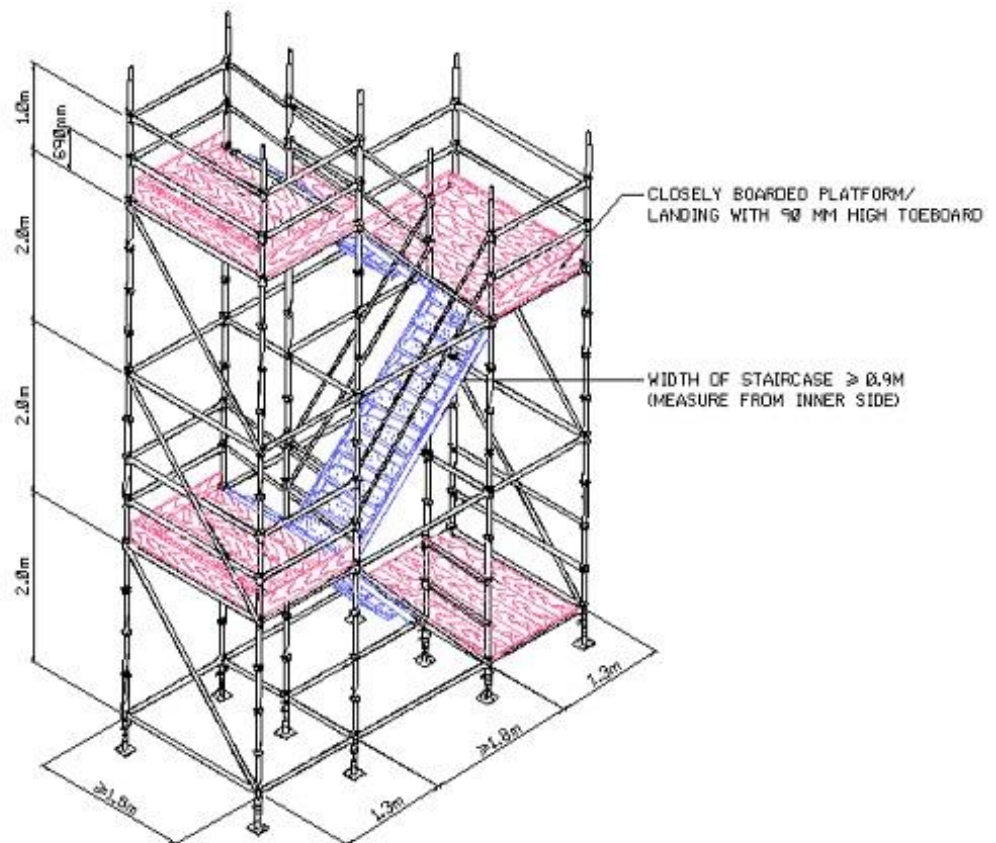 1.0m
690mm
2.0m
2.0m
2.0m
CLOSELY BOARDED PLATFORM/
LANDING WITH 90 MM HIGH TOEBOARD
WIDTH OF STAIRCASE ≥ 0.9M
(MEASURE FROM INNER SIDE)
1.3m
≥1.8m
1.3m
≥1.8m